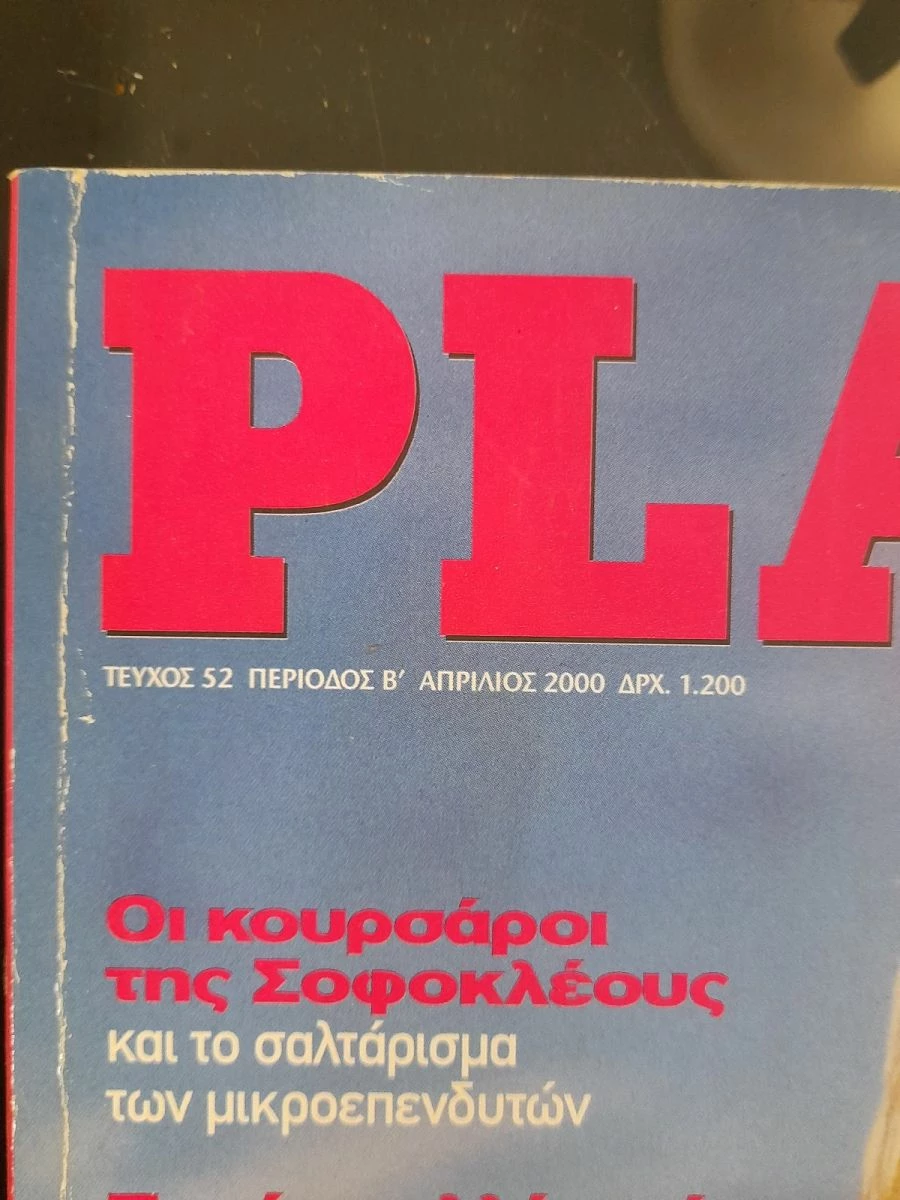 PLA
ΤΕΥΧΟΣ 52 ΠΕΡΙΟΔΟΣ Β' ΑΠΡΙΛΙΟΣ 2000 ΔΡΧ. 1.200
Οι κουρσάροι
της Σοφοκλέους
και το σαλτάρισμα
των μικροεπενδυτών